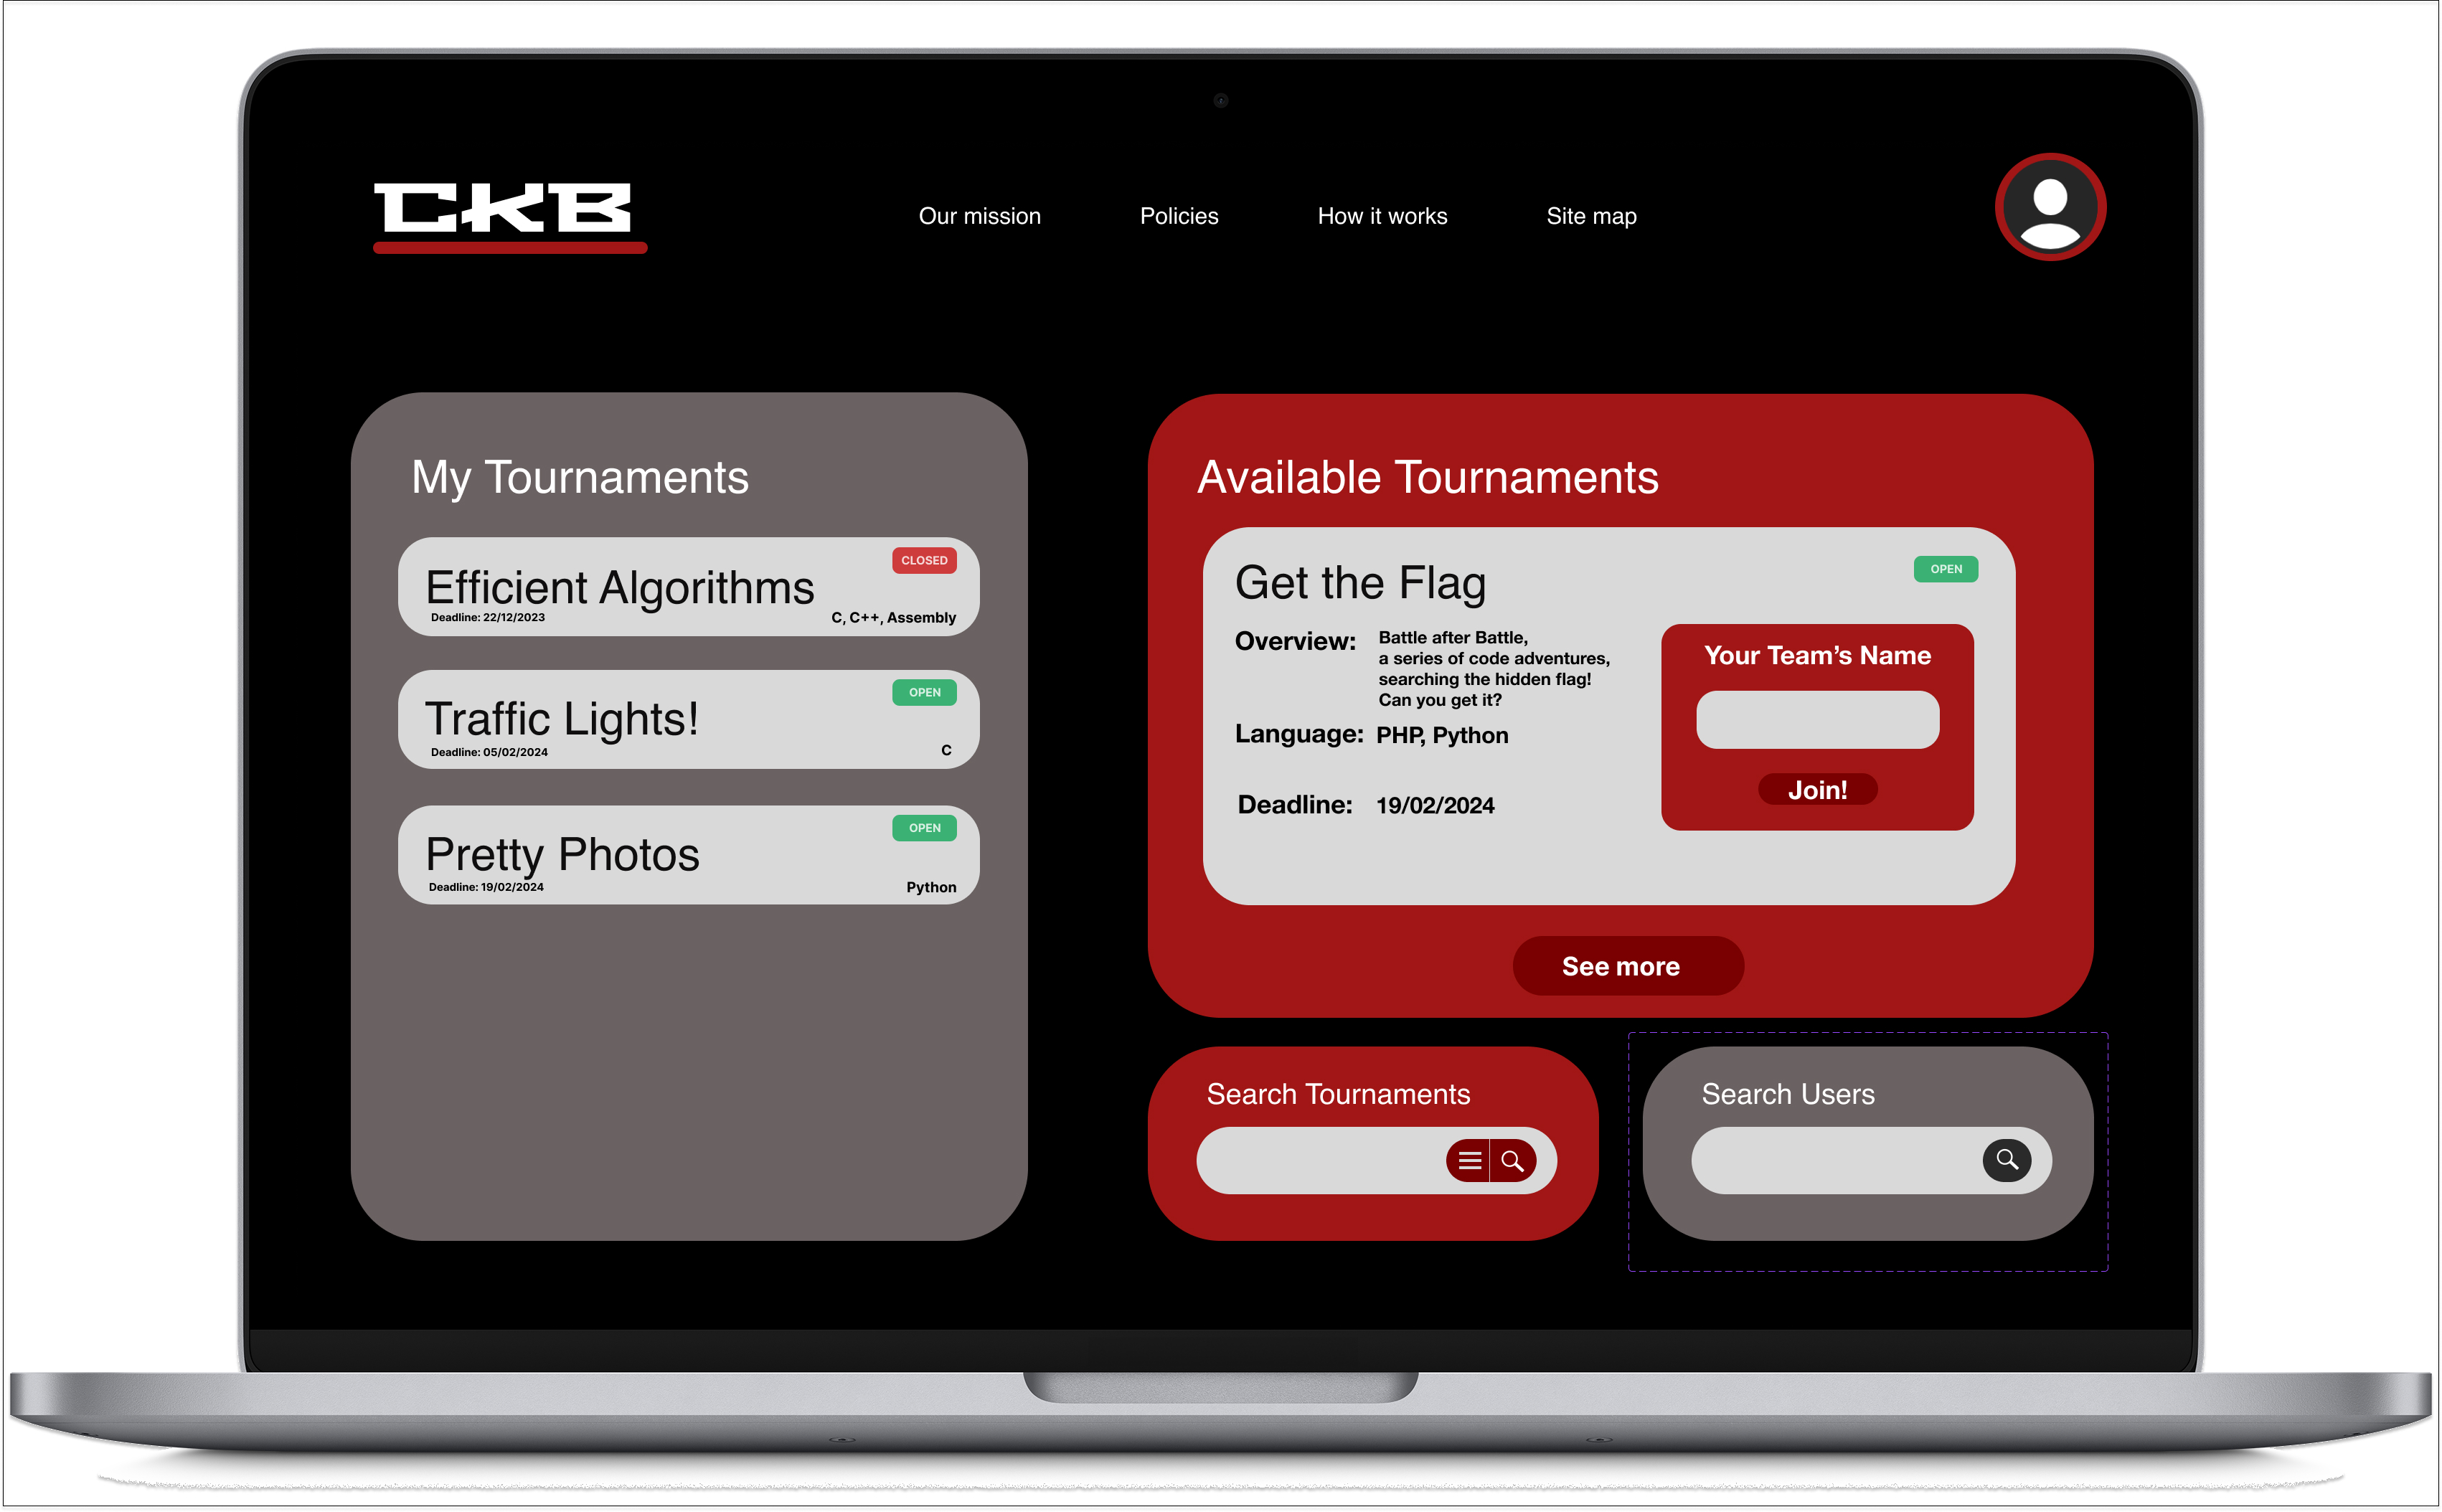 CKB
Our mission
Policies
How it works
Site map
My Tournaments
CLOSED
Efficient Algorithms
Deadline: 22/12/2023
C, C++, Assembly
OPEN
Traffic Lights!
Deadline: 05/02/2024
C
OPEN
Pretty Photos
Deadline: 19/02/2024
Python
Available Tournaments
Get the Flag
OPEN
Overview:
Battle after Battle,
a series of code adventures,
searching the hidden flag!
Can you get it?
Language: PHP, Python
Deadline: 19/02/2024
Your Team’s Name
Join!
See more
Search Tournaments
Search Users